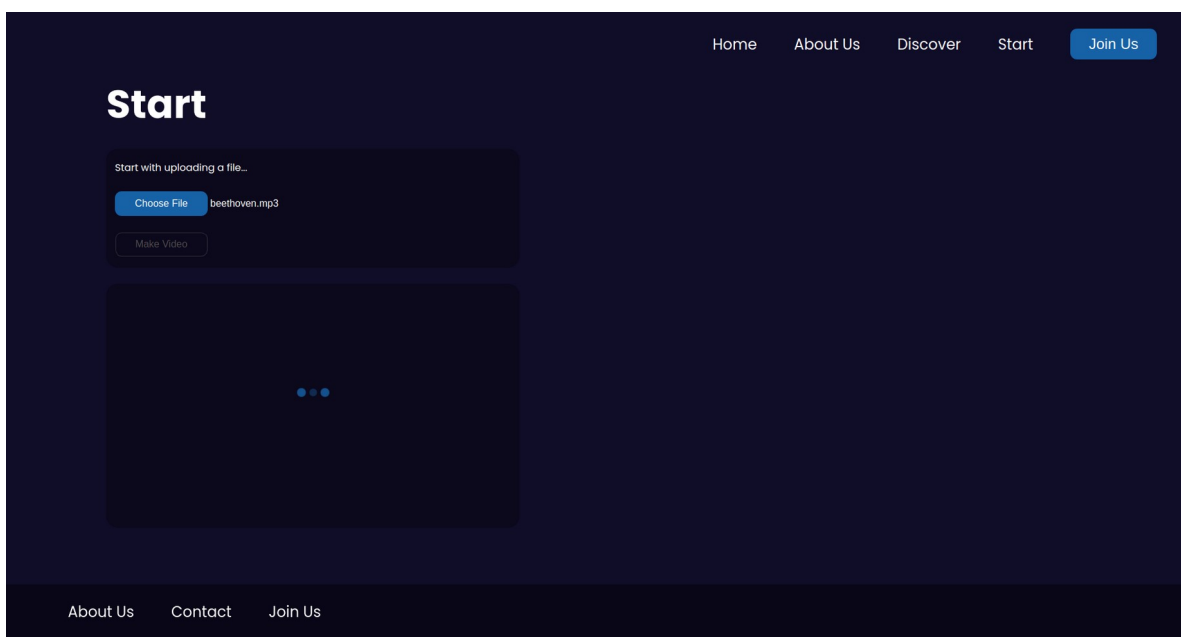 Home About Us Discover Start Join Us
Start
Start with uploading a file...
Choose File beethoven.mp3
Make Video
About Us Contact Join Us